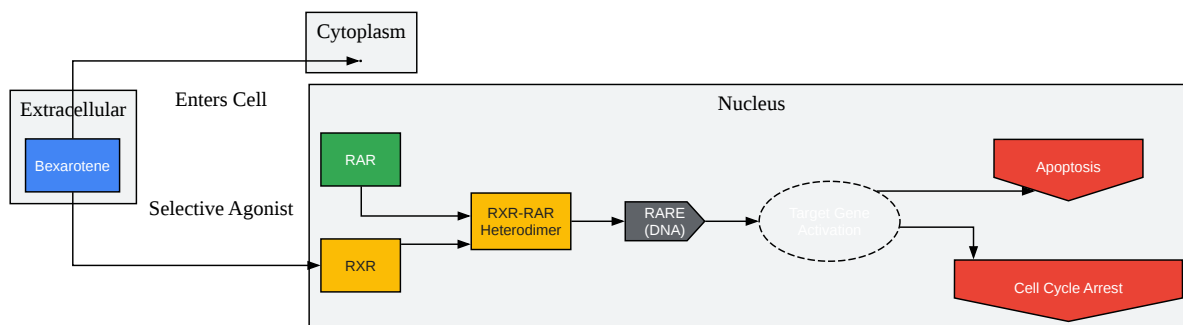 Cytoplasm
Enters Cell
Extracellular
Bexarotene
Selective Agonist
Nucleus
RAR
RXR
RXR-RAR
Heterodimer
RARE
(DNA)
Target Gene
Activation
Apoptosis
Cell Cycle Arrest